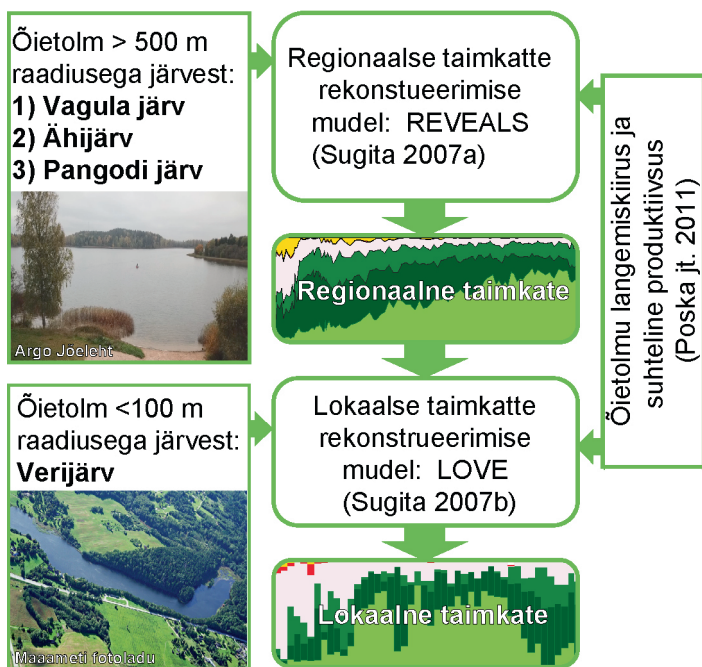 Õietolm > 500 m
raadiusega järvest:
1) Vagula järv
2) Ähijärv
3) Pangodi järv
Argo Jõeleht
Regionaalse taimkatte
rekonstueerimise
mudel: REVEALS
(Sugita 2007a)
Regionaalne taimkate
Õietolmu langemiskiirus ja
suhteline produktiivsus
(Poska jt. 2011)
Õietolm <100 m
raadiusega järvest:
Verijärv
Maaameti fotoladu
Lokaalse taimkatte
rekonstrueerimise
mudel: LOVE
(Sugita 2007b)
Lokaalne taimkate